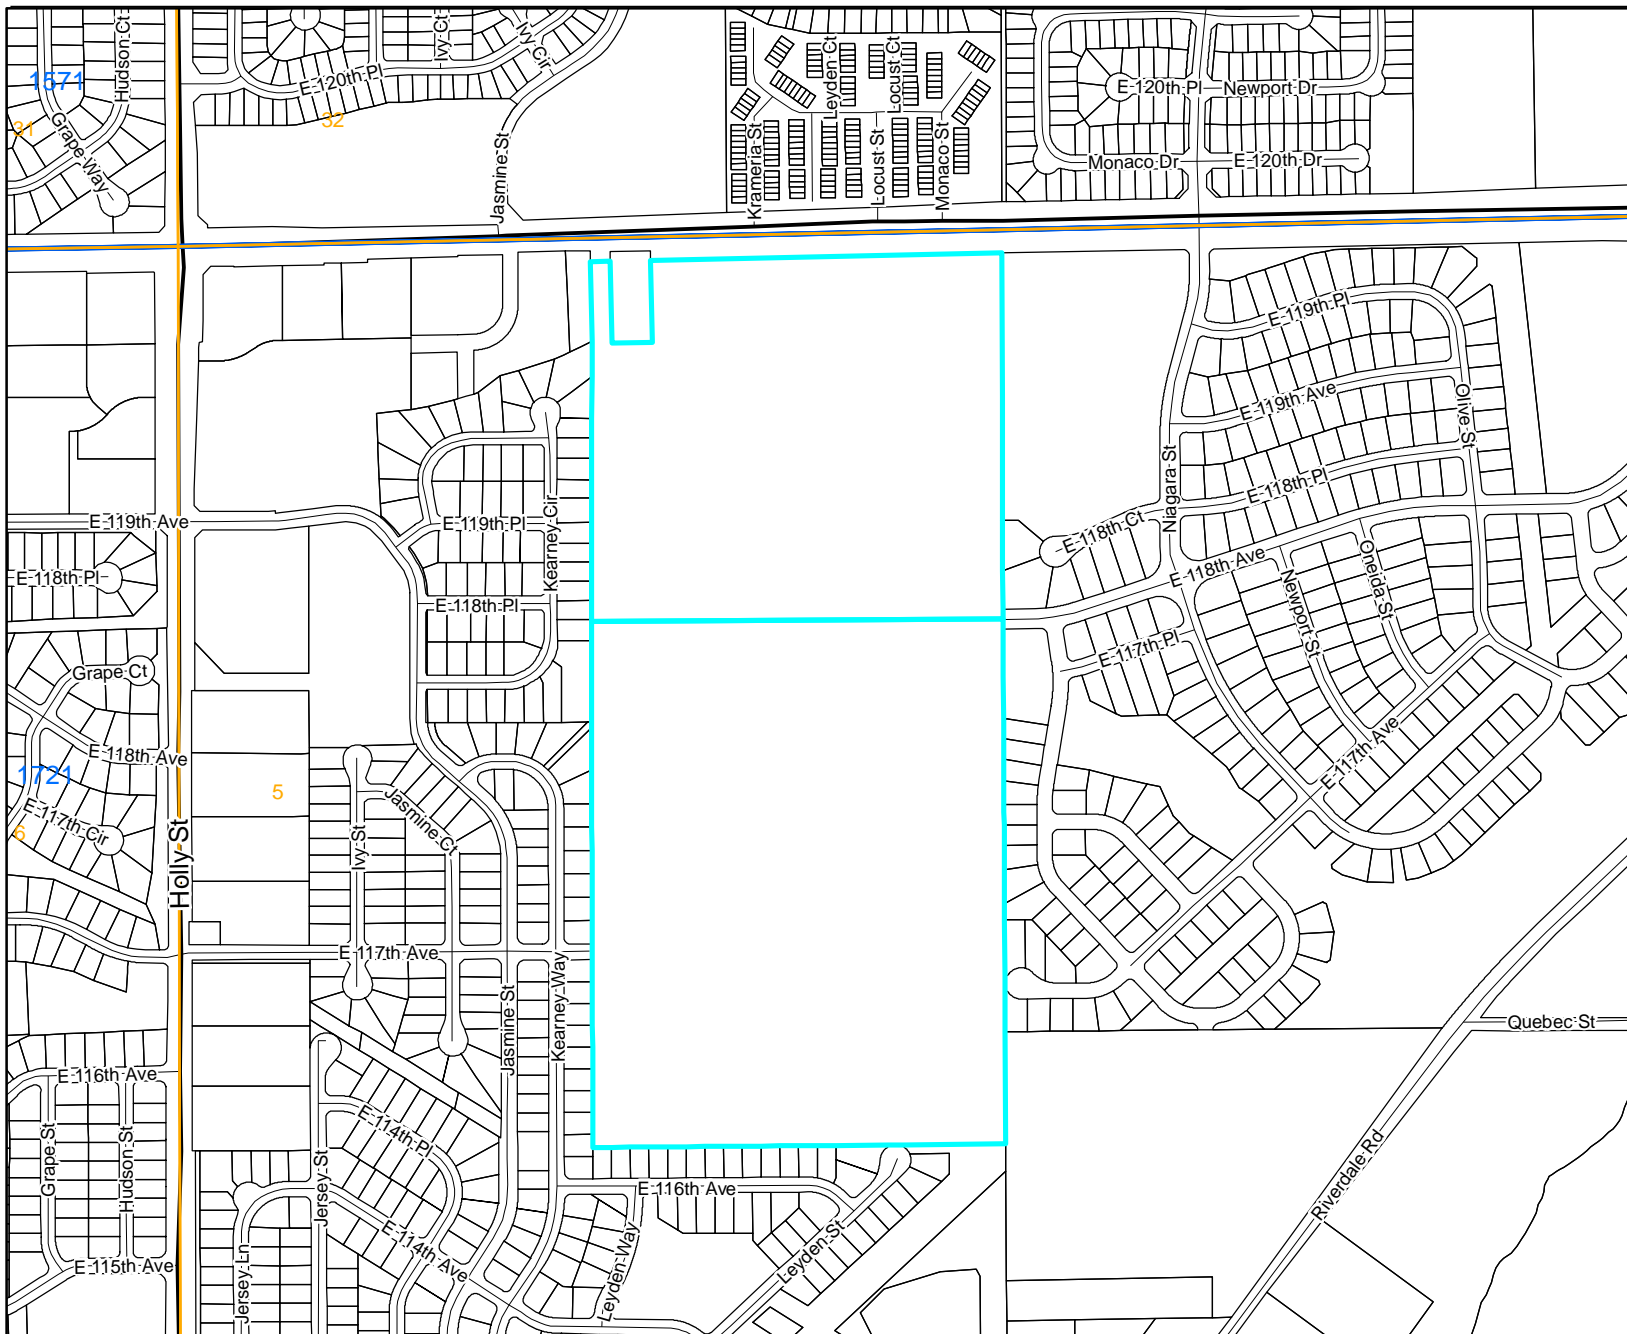 Hudson Ct
Ivy Ct
Ivy Cir
1571
E 120th Pl
32
31
Grape Way
Jasmine St
Leyden Ct
Locust Ct
Krameria St
Locust St
Monaco St
E 120th Pl
Newport Dr
Monaco Dr
E 120th Dr
E 119th Pl
E 119th Ave
Olive St
Niagara St
E 118th Pl
E 118th Ct
E 118th Ave
Oneida St
Newport St
E 117th Pl
E 117th Ave
E 119th Ave
E 119th Pl
Kearney Cir
E 118th Pl
E 118th Pl
Grape Ct
E 118th Ave
1721
5
E 117th Cir
6
Holly St
Jasmine Ct
Ivy St
E 117th Ave
Kearney Way
Jasmine St
Quebec St
E 116th Ave
Grape St
Hudson St
E 114th Pl
Jersey St
E 116th Ave
Riverdale Rd
E 115th Ave
Jersey Ln
E 114th Ave
Leyden Way
Leyden St